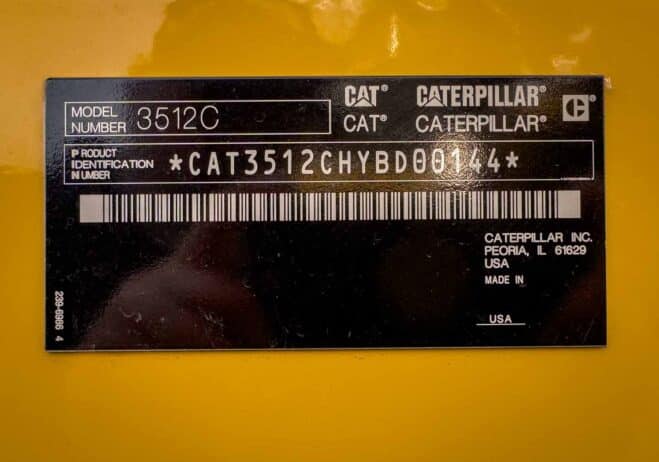 MODEL NUMBER 3512C
CAT® CATERPILLAR®
CAT® CATERPILLAR®
PRODUCT
IDENTIFICATION
NUMBER
*CAT3512CHYBD00144*
CATERPILLAR INC.
PEORIA, IL 61629
USA
MADE IN
USA
239-6966 4